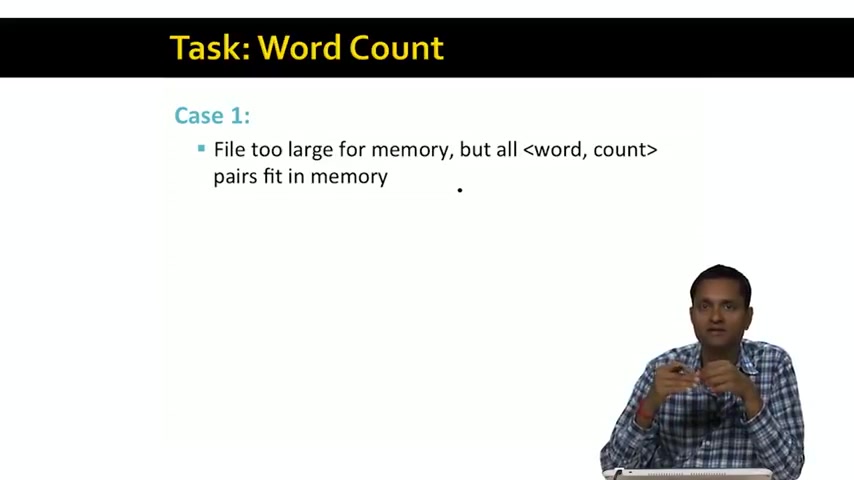 Task: Word Count
Case 1:
▪ File too large for memory, but all <word, count>
pairs fit in memory